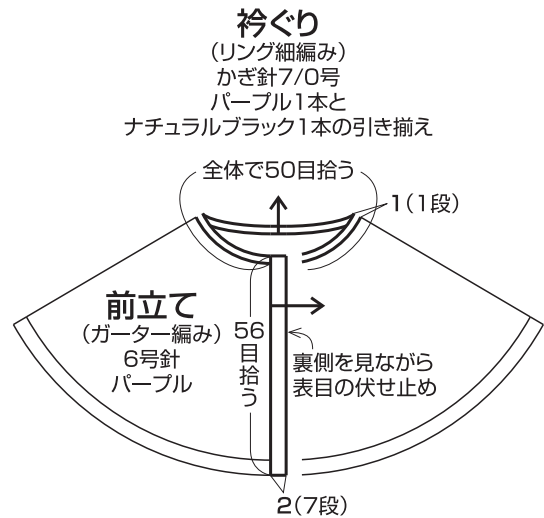 衿ぐり
（リング細編み）
かぎ針7/0号
パープル1本と
ナチュラルブラック1本の引き揃え
全体で50目拾う
1（1段）
前立て
（ガーター編み）
6号針
パープル
56目拾う
裏側を見ながら
表目の伏せ止め
2（7段）